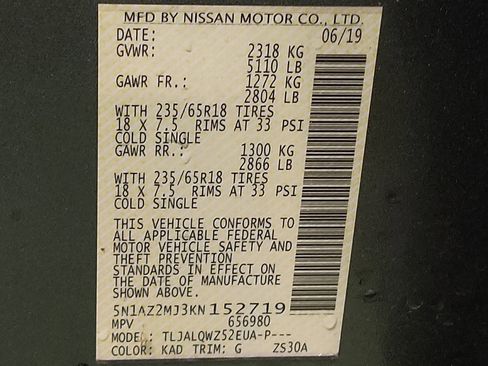 MFD BY NISSAN MOTOR CO., LTD.
DATE: 06/19
GVWR: 2318 KG
5110 LB
GAWR FR.: 1272 KG
2804 LB
WITH 235/65R18 TIRES
18 X 7.5 RIMS AT 33 PSI
COLD SINGLE
GAWR RR.: 1300 KG
2866 LB
WITH 235/65R18 TIRES
18 X 7.5 RIMS AT 33 PSI
COLD SINGLE
THIS VEHICLE CONFORMS TO
ALL APPLICABLE FEDERAL
MOTOR VEHICLE SAFETY AND
THEFT PREVENTION
STANDARDS IN EFFECT ON
THE DATE OF MANUFACTURE
SHOWN ABOVE.
5N1AZ2MJ3KN152719
MPV 656980
MODEL: TLJALQWZ52EUA-P---
COLOR: KAD TRIM: G ZS30A